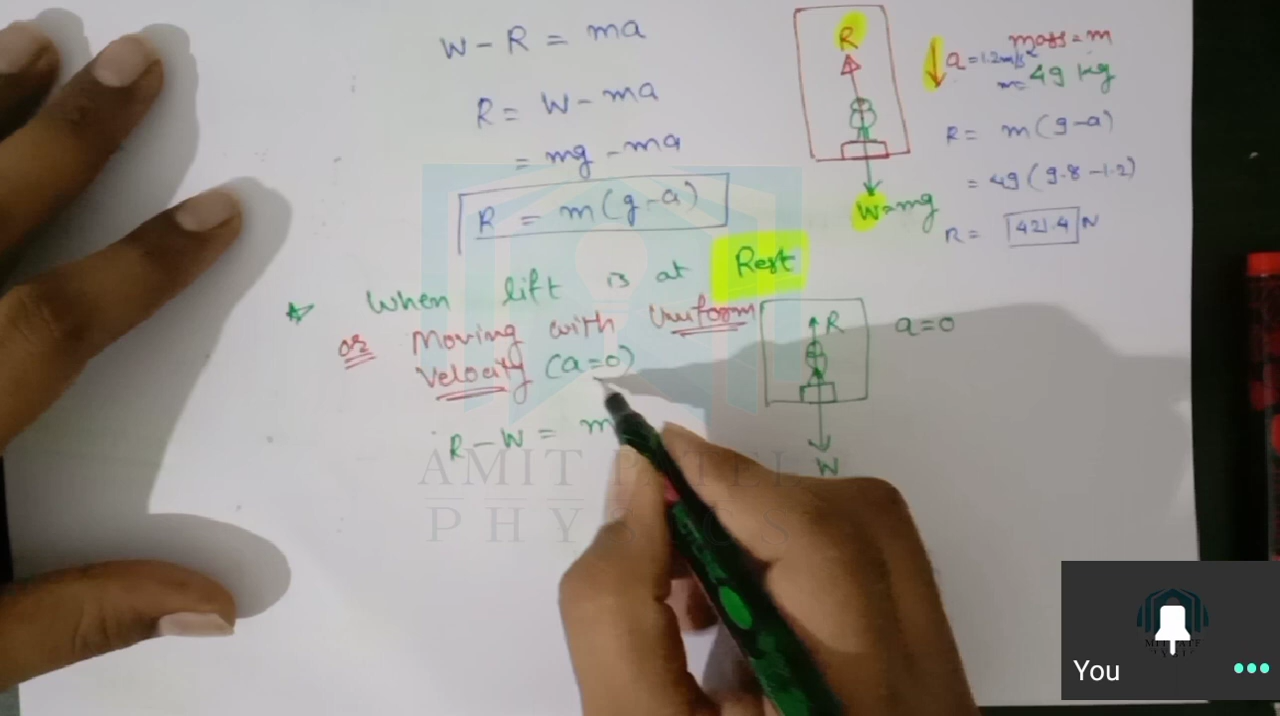 W - R = ma
R = W - ma
= mg - ma
R = m(g-a)
R
a = 1.2 m/s²
mass = m
m = 49 kg
R = m(g-a)
= 49(9.8-1.2)
R = 421.4 N
W=mg
When lift is at Rest
or Moving with Uniform
Velocity (a=0)
R
a=0
W
R - W = m
AMIT PATEL
PHYSICS
You